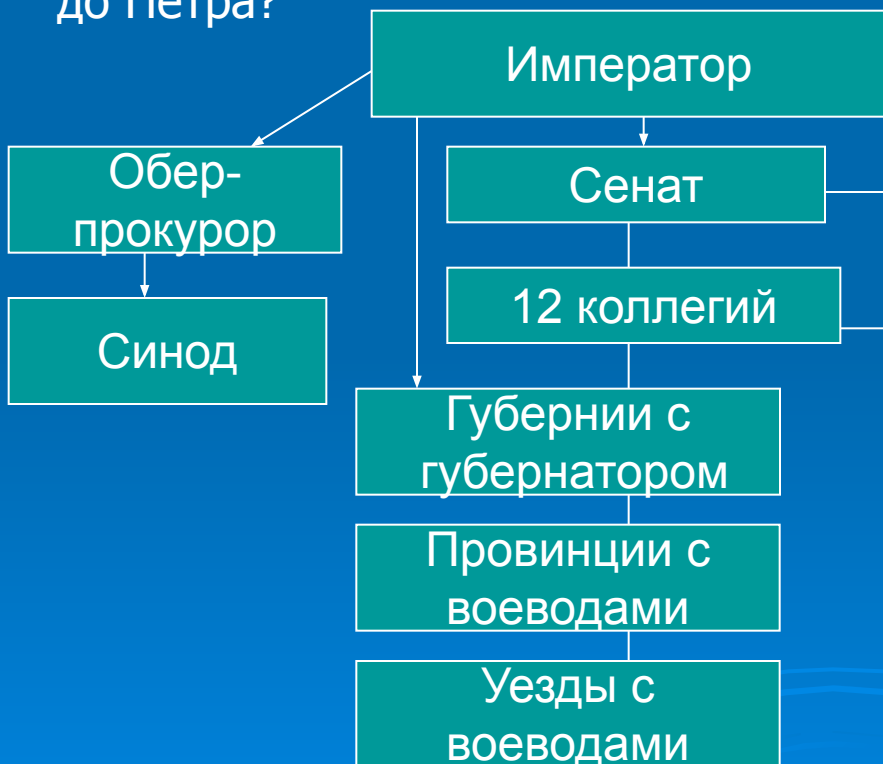 до Петра?
Император
Обер-
прокурор
Сенат
12 коллегий
Синод
Губернии с
губернатором
Провинции с
воеводами
Уезды с
воеводами